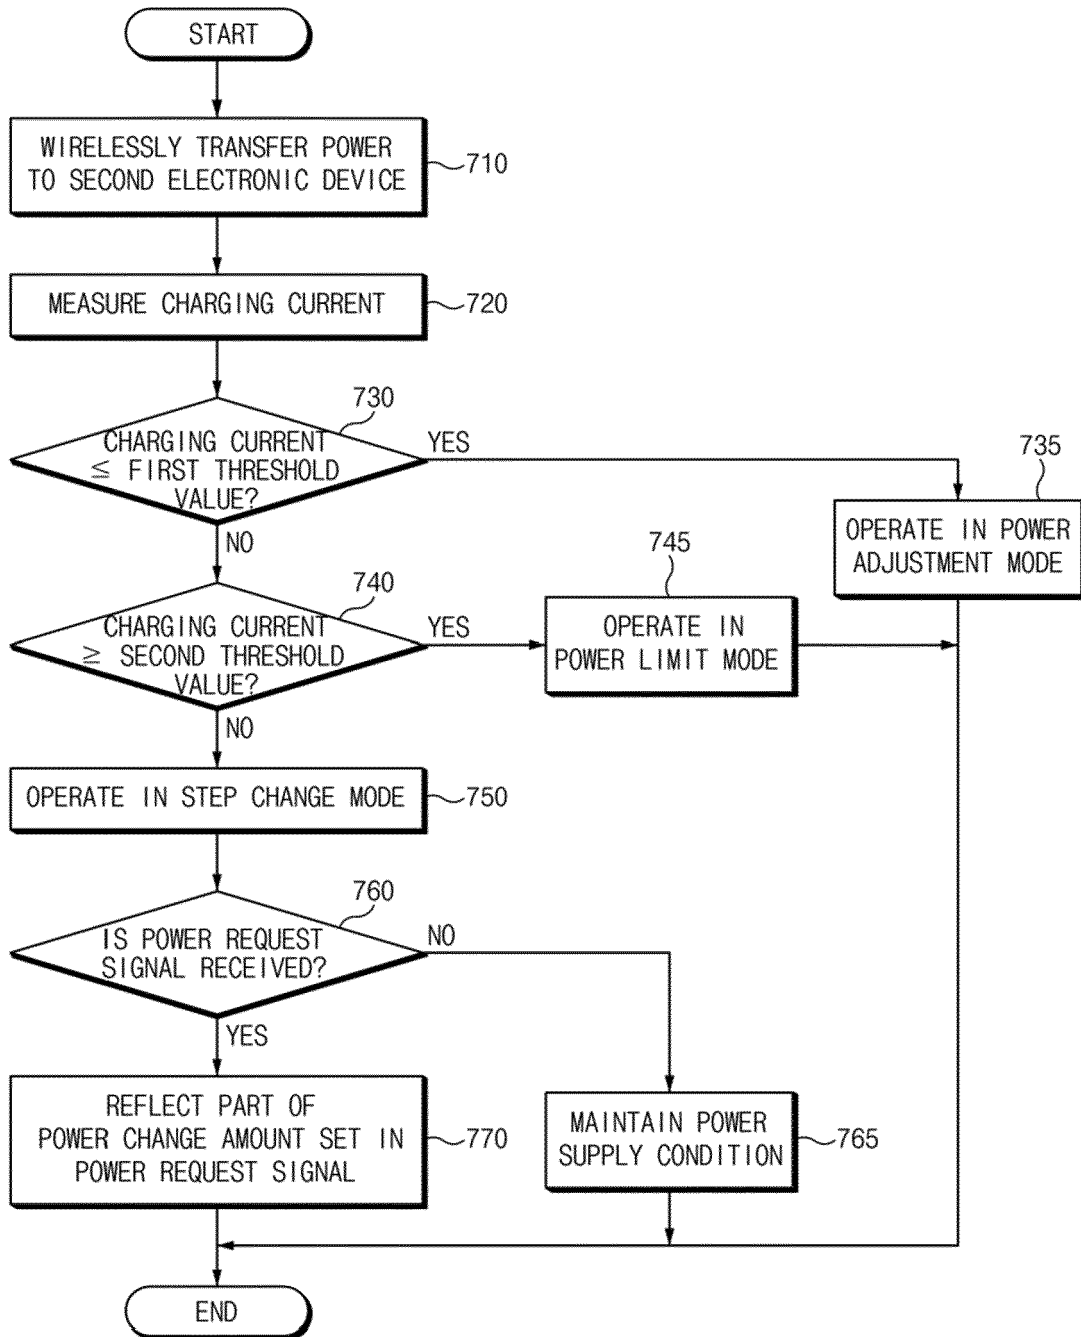 START
WIRELESSLY TRANSFER POWER
TO SECOND ELECTRONIC DEVICE
710
MEASURE CHARGING CURRENT
720
730
CHARGING CURRENT
≤ FIRST THRESHOLD
VALUE?
YES
735
OPERATE IN POWER
ADJUSTMENT MODE
NO
740
CHARGING CURRENT
≥ SECOND THRESHOLD
VALUE?
YES
745
OPERATE IN
POWER LIMIT MODE
NO
OPERATE IN STEP CHANGE MODE
750
760
IS POWER REQUEST
SIGNAL RECEIVED?
NO
YES
REFLECT PART OF
POWER CHANGE AMOUNT SET IN
POWER REQUEST SIGNAL
770
MAINTAIN POWER
SUPPLY CONDITION
765
END